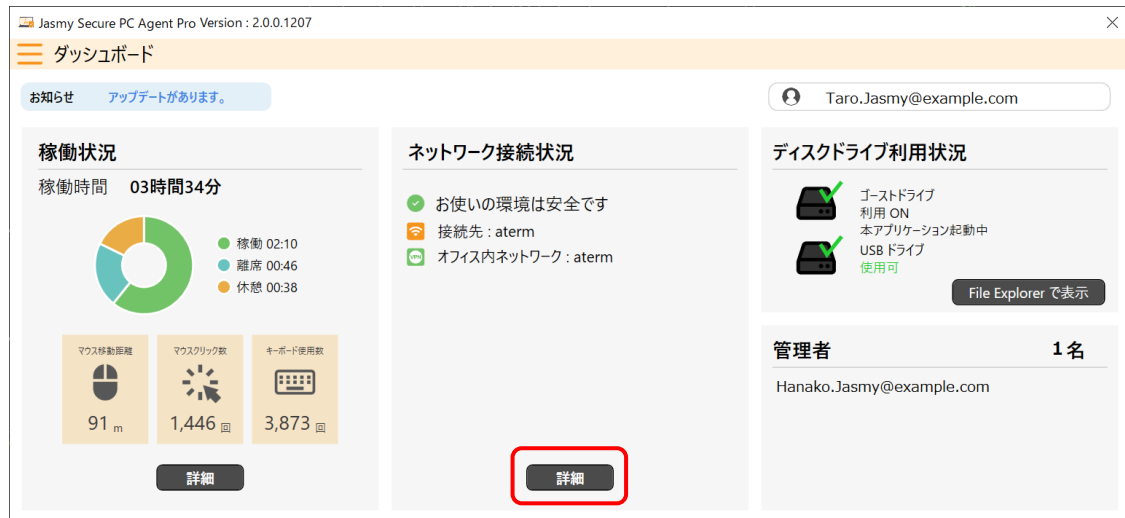 Jasmy Secure PC Agent Pro Version : 2.0.0.1207
ダッシュボード
お知らせ アップデートがあります。
Taro.Jasmy@example.com
稼働状況
稼働時間 03時間34分
稼働 02:10
離席 00:46
休憩 00:38
マウス移動距離 マウスクリック数 キーボード使用数
91 m 1,446 回 3,873 回
詳細
ネットワーク接続状況
お使いの環境は安全です
接続先 : aterm
VPN オフィス内ネットワーク : aterm
詳細
ディスクドライブ利用状況
ゴーストドライブ
利用 ON
本アプリケーション起動中
USB ドライブ
使用可
File Explorer で表示
管理者 1名
Hanako.Jasmy@example.com